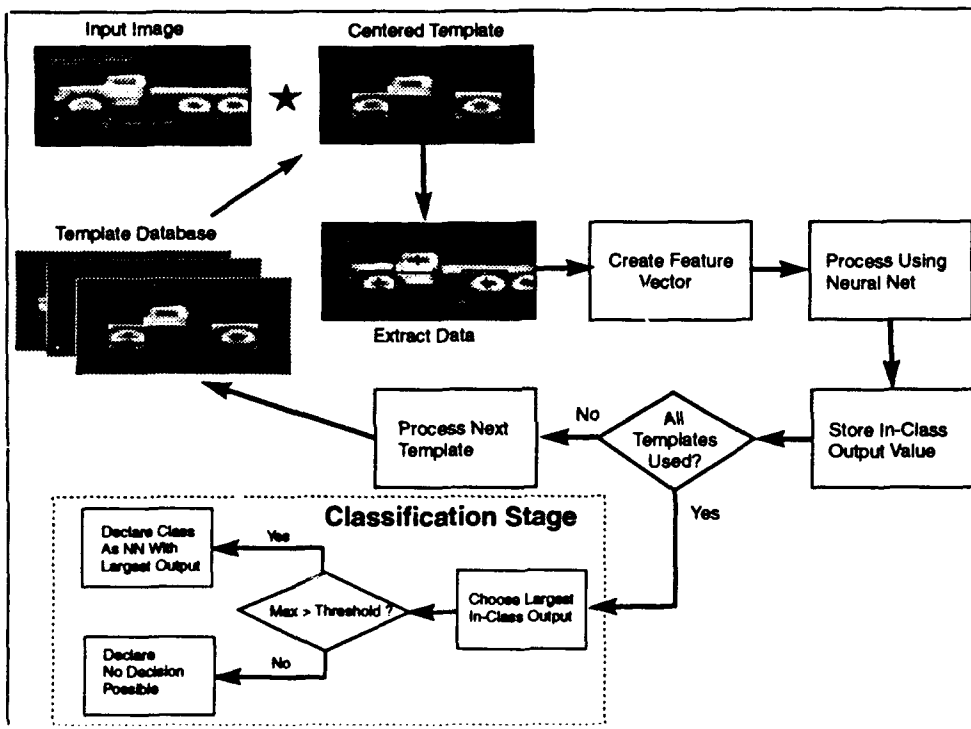 Input Image
Centered Template
Template Database
Extract Data
Create Feature
Vector
Process Using
Neural Net
Store In-Class
Output Value
All
Templates
Used?
No
Process Next
Template
Yes
Classification Stage
Choose Largest
In-Class Output
Max > Threshold ?
Yes
Declare Class
As NN With
Largest Output
No
Declare
No Decision
Possible